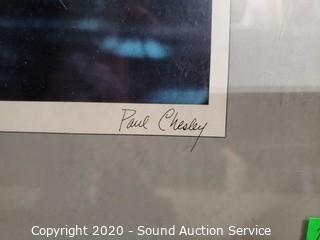 Paul Chesley
Copyright 2020 - Sound Auction Service